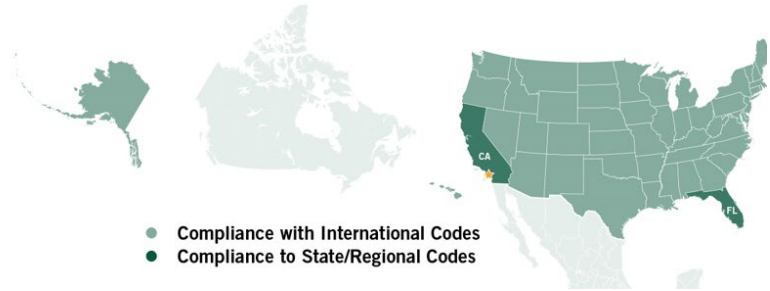 CA
FL
Compliance with International Codes
Compliance to State/Regional Codes